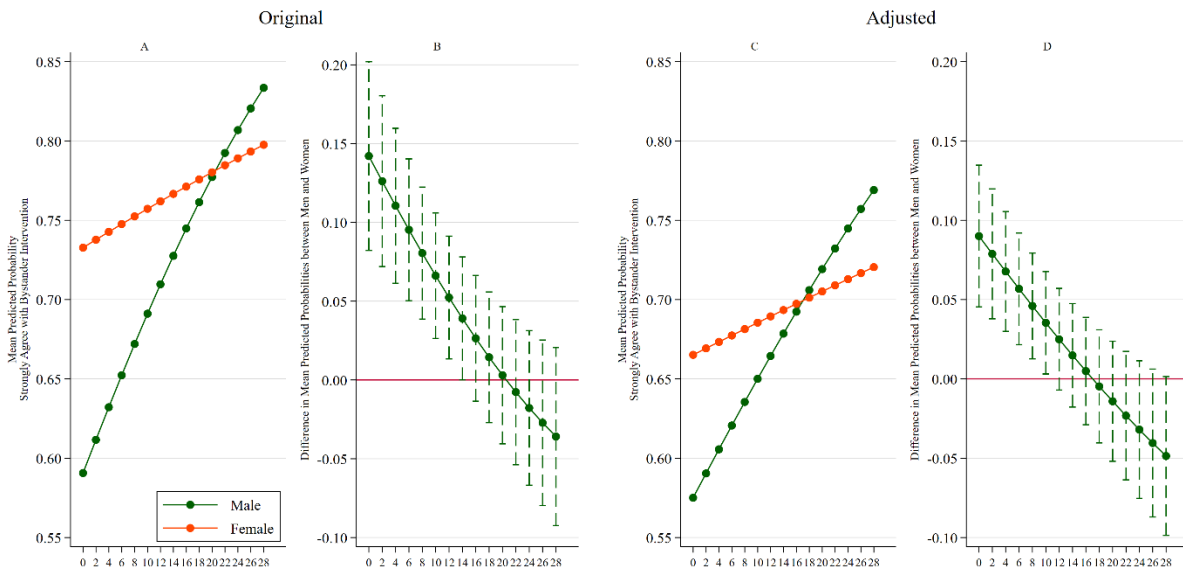 Original
Adjusted
A
B
C
D
Mean Predicted Probability
Strongly Agree with Bystander Intervention
0.85
0.80
0.75
0.70
0.65
0.60
0.55
0 2 4 6 8 10 12 14 16 18 20 22 24 26 28
Male
Female
Difference in Mean Predicted Probabilities between Men and Women
0.20
0.15
0.10
0.05
0.00
-0.05
-0.10
0 2 4 6 8 10 12 14 16 18 20 22 24 26 28
Mean Predicted Probability
Strongly Agree with Bystander Intervention
0.85
0.80
0.75
0.70
0.65
0.60
0.55
0 2 4 6 8 10 12 14 16 18 20 22 24 26 28
Difference in Mean Predicted Probabilities between Men and Women
0.20
0.15
0.10
0.05
0.00
-0.05
-0.10
0 2 4 6 8 10 12 14 16 18 20 22 24 26 28